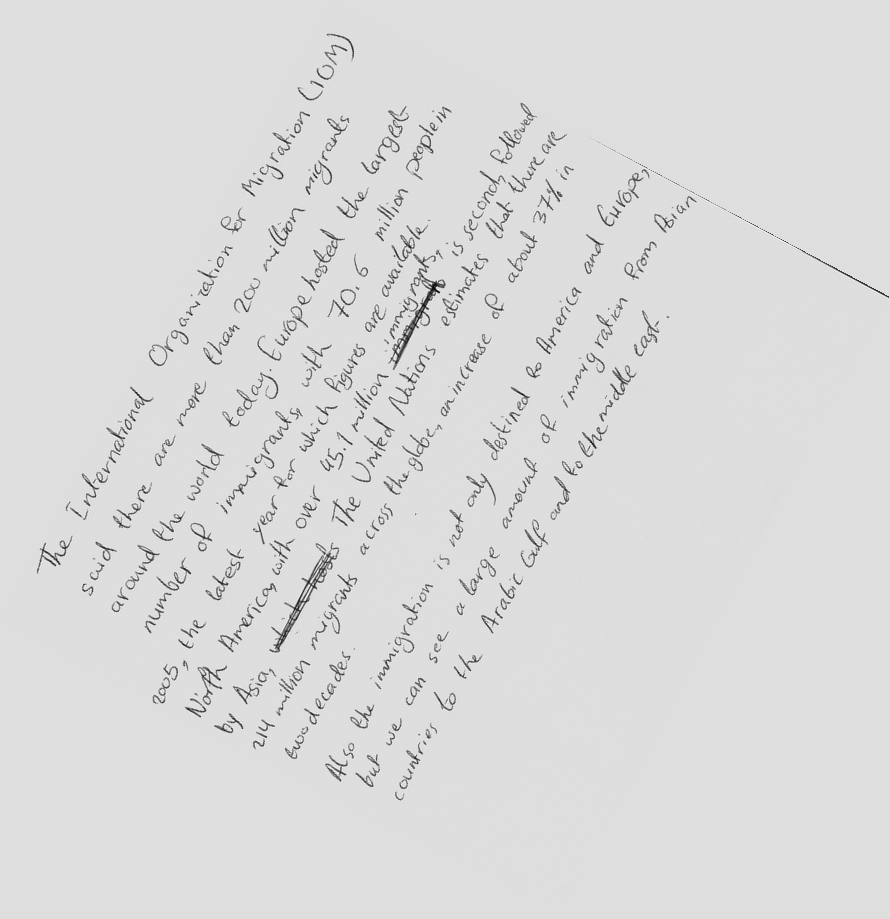 The International Organization for Migration (IOM)
said there are more than 200 million migrants
around the world today. Europe hosted the largest
number of immigrants, with 70.6 million people in
2005, the latest year for which figures are available.
North America, with over 45.1 million immigrants, is second, followed
by Asia, The United Nations estimates that there are
214 million migrants across the globe, an increase of about 37% in
two decades.
Also the immigration is not only destined to America and Europe,
but we can see a large amount of immigration from Asian
countries to the Arabic Gulf and to the middle east.